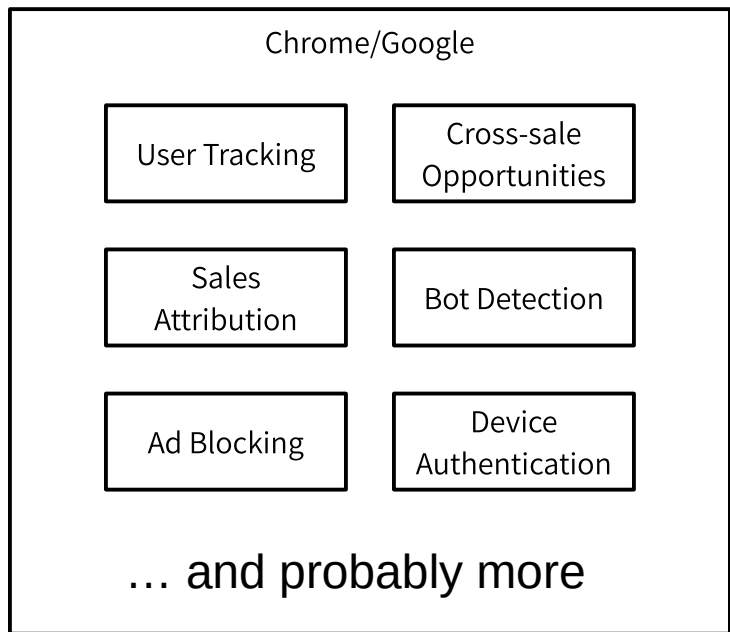 Chrome/Google
User Tracking
Cross-sale
Opportunities
Sales
Attribution
Bot Detection
Ad Blocking
Device
Authentication
… and probably more